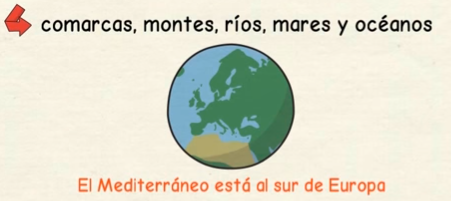 comarcas, montes, ríos, mares y océanos
El Mediterráneo está al sur de Europa